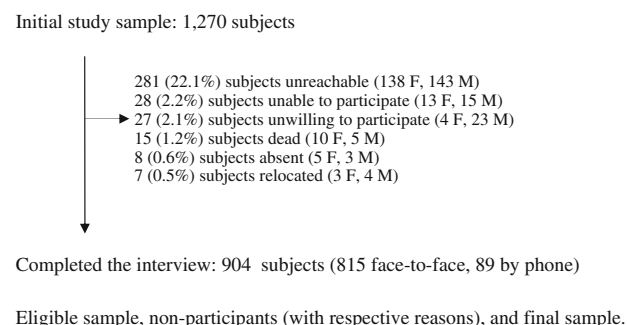 Initial study sample: 1,270 subjects
281 (22.1%) subjects unreachable (138 F, 143 M)
28 (2.2%) subjects unable to participate (13 F, 15 M)
27 (2.1%) subjects unwilling to participate (4 F, 23 M)
15 (1.2%) subjects dead (10 F, 5 M)
8 (0.6%) subjects absent (5 F, 3 M)
7 (0.5%) subjects relocated (3 F, 4 M)
Completed the interview: 904 subjects (815 face-to-face, 89 by phone)
Eligible sample, non-participants (with respective reasons), and final sample.